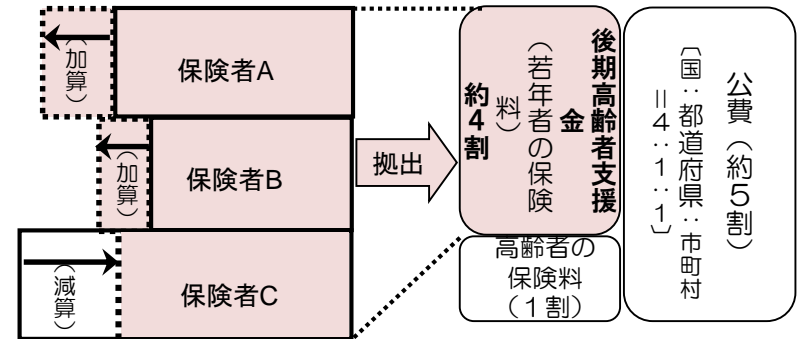 （加算）
保険者A
（加算）
保険者B
（減算）
保険者C
拠出
後期高齢者支援
金
（若年者の保険
料）
約４割
高齢者の
保険料
（１割）
公費（約５割）
〔国：都道府県：市町村
＝４：１：１〕